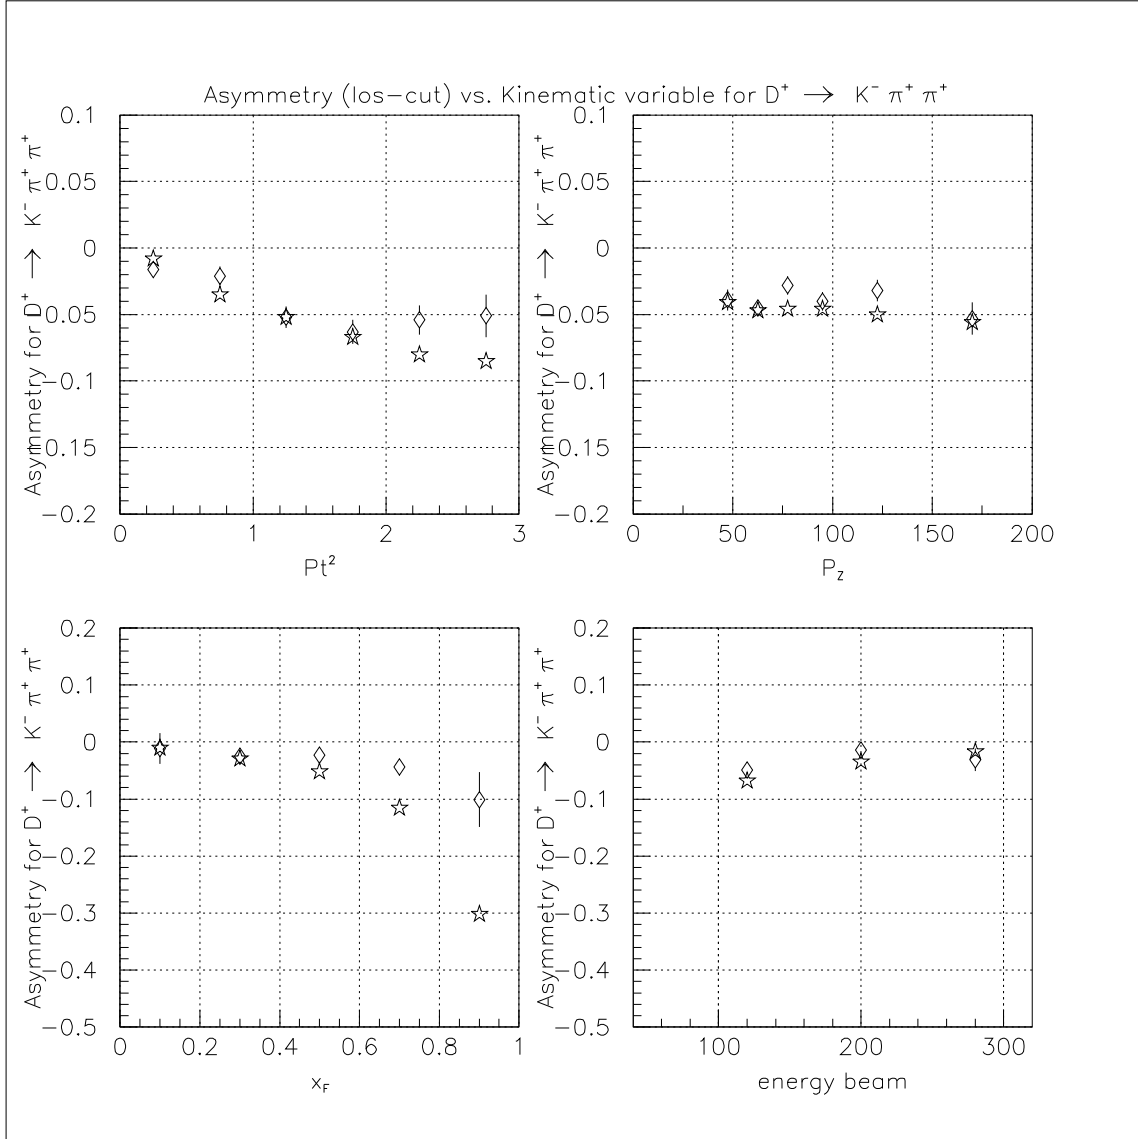 Asymmetry (los-cut) vs. Kinematic variable for D⁺ → K⁻ π⁺ π⁺
Asymmetry for D⁺ → K⁻ π⁺ π⁺
0.1
0.05
0
-0.05
-0.1
-0.15
-0.2
0 1 2 3
Pt²
Asymmetry for D⁺ → K⁻ π⁺ π⁺
0.1
0.05
0
-0.05
-0.1
-0.15
-0.2
0 50 100 150 200
P_z
Asymmetry for D⁺ → K⁻ π⁺ π⁺
0.2
0.1
0
-0.1
-0.2
-0.3
-0.4
-0.5
0 0.2 0.4 0.6 0.8 1
x_F
Asymmetry for D⁺ → K⁻ π⁺ π⁺
0.2
0.1
0
-0.1
-0.2
-0.3
-0.4
-0.5
100 200 300
energy beam